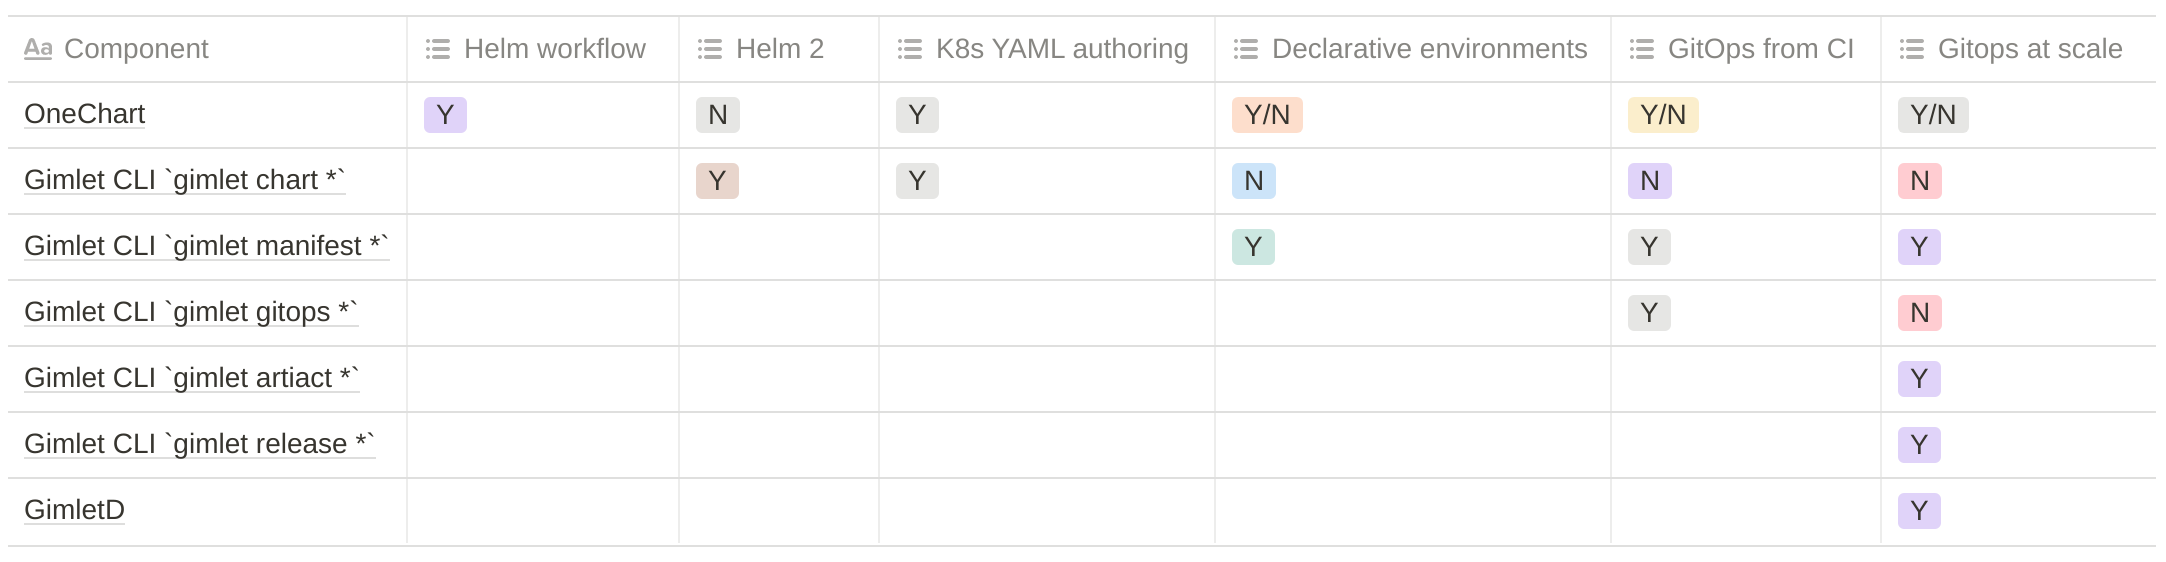 Aa Component Helm workflow Helm 2 K8s YAML authoring Declarative environments GitOps from CI Gitops at scale
OneChart Y N Y Y/N Y/N Y/N
Gimlet CLI `gimlet chart *` Y Y N N N
Gimlet CLI `gimlet manifest *` Y Y Y
Gimlet CLI `gimlet gitops *` Y N
Gimlet CLI `gimlet artiact *` Y
Gimlet CLI `gimlet release *` Y
GimletD Y